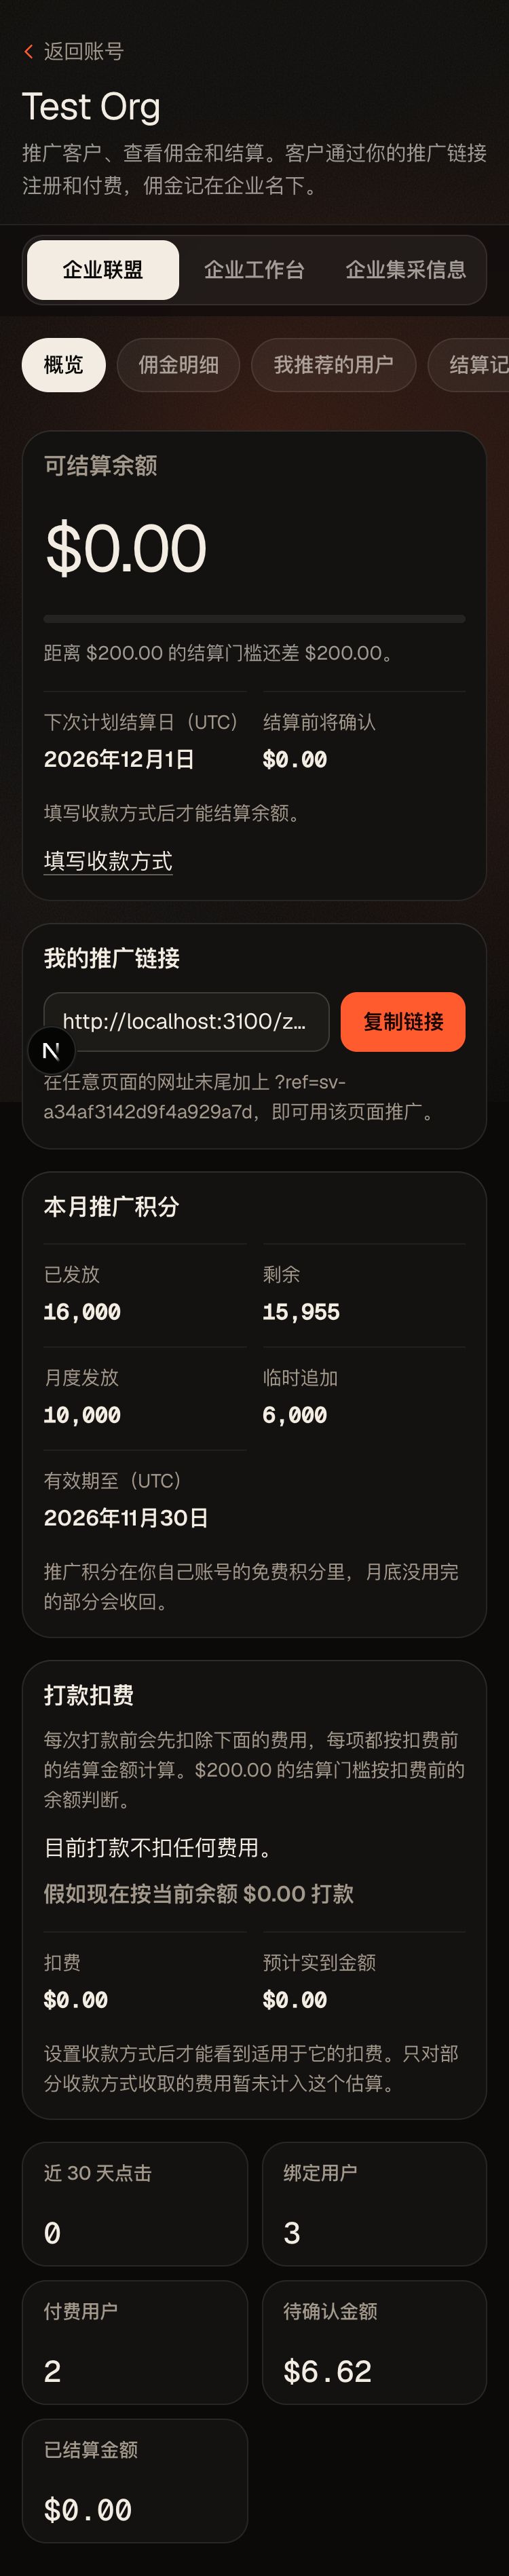 返回账号
Test Org
推广客户、查看佣金和结算。客户通过你的推广链接
注册和付费，佣金记在企业名下。
企业联盟 企业工作台 企业集采信息
概览 佣金明细 我推荐的用户 结算记
可结算余额
$0.00
距离 $200.00 的结算门槛还差 $200.00。
下次计划结算日（UTC） 结算前将确认
2026年12月1日 $0.00
填写收款方式后才能结算余额。
填写收款方式
我的推广链接
http://localhost:3100/z... 复制链接
N
在任意页面的网址末尾加上 ?ref=sv-
a34af3142d9f4a929a7d，即可用该页面推广。
本月推广积分
已发放 剩余
16,000 15,955
月度发放 临时追加
10,000 6,000
有效期至（UTC）
2026年11月30日
推广积分在你自己账号的免费积分里，月底没用完
的部分会收回。
打款扣费
每次打款前会先扣除下面的费用，每项都按扣费前
的结算金额计算。$200.00 的结算门槛按扣费前的
余额判断。
目前打款不扣任何费用。
假如现在按当前余额 $0.00 打款
扣费 预计实到金额
$0.00 $0.00
设置收款方式后才能看到适用于它的扣费。只对部
分收款方式收取的费用暂未计入这个估算。
近 30 天点击 绑定用户
0 3
付费用户 待确认金额
2 $6.62
已结算金额
$0.00